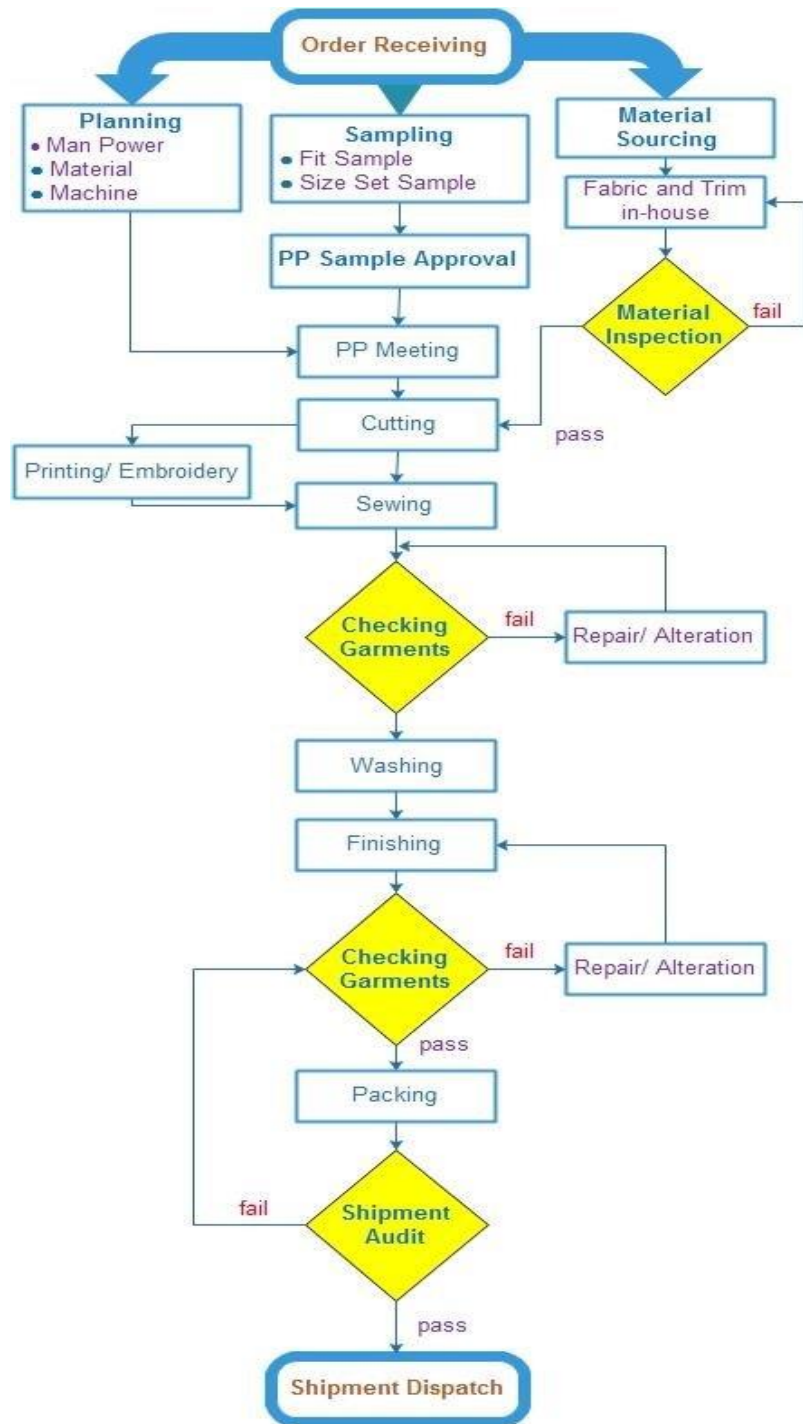 Order Receiving
Planning
• Man Power
• Material
• Machine
Sampling
• Fit Sample
• Size Set Sample
Material
Sourcing
Fabric and Trim
in-house
PP Sample Approval
Material
Inspection
fail
PP Meeting
pass
Cutting
Printing/ Embroidery
Sewing
Checking
Garments
fail
Repair/ Alteration
Washing
Finishing
Checking
Garments
fail
Repair/ Alteration
pass
Packing
Shipment
Audit
fail
pass
Shipment Dispatch